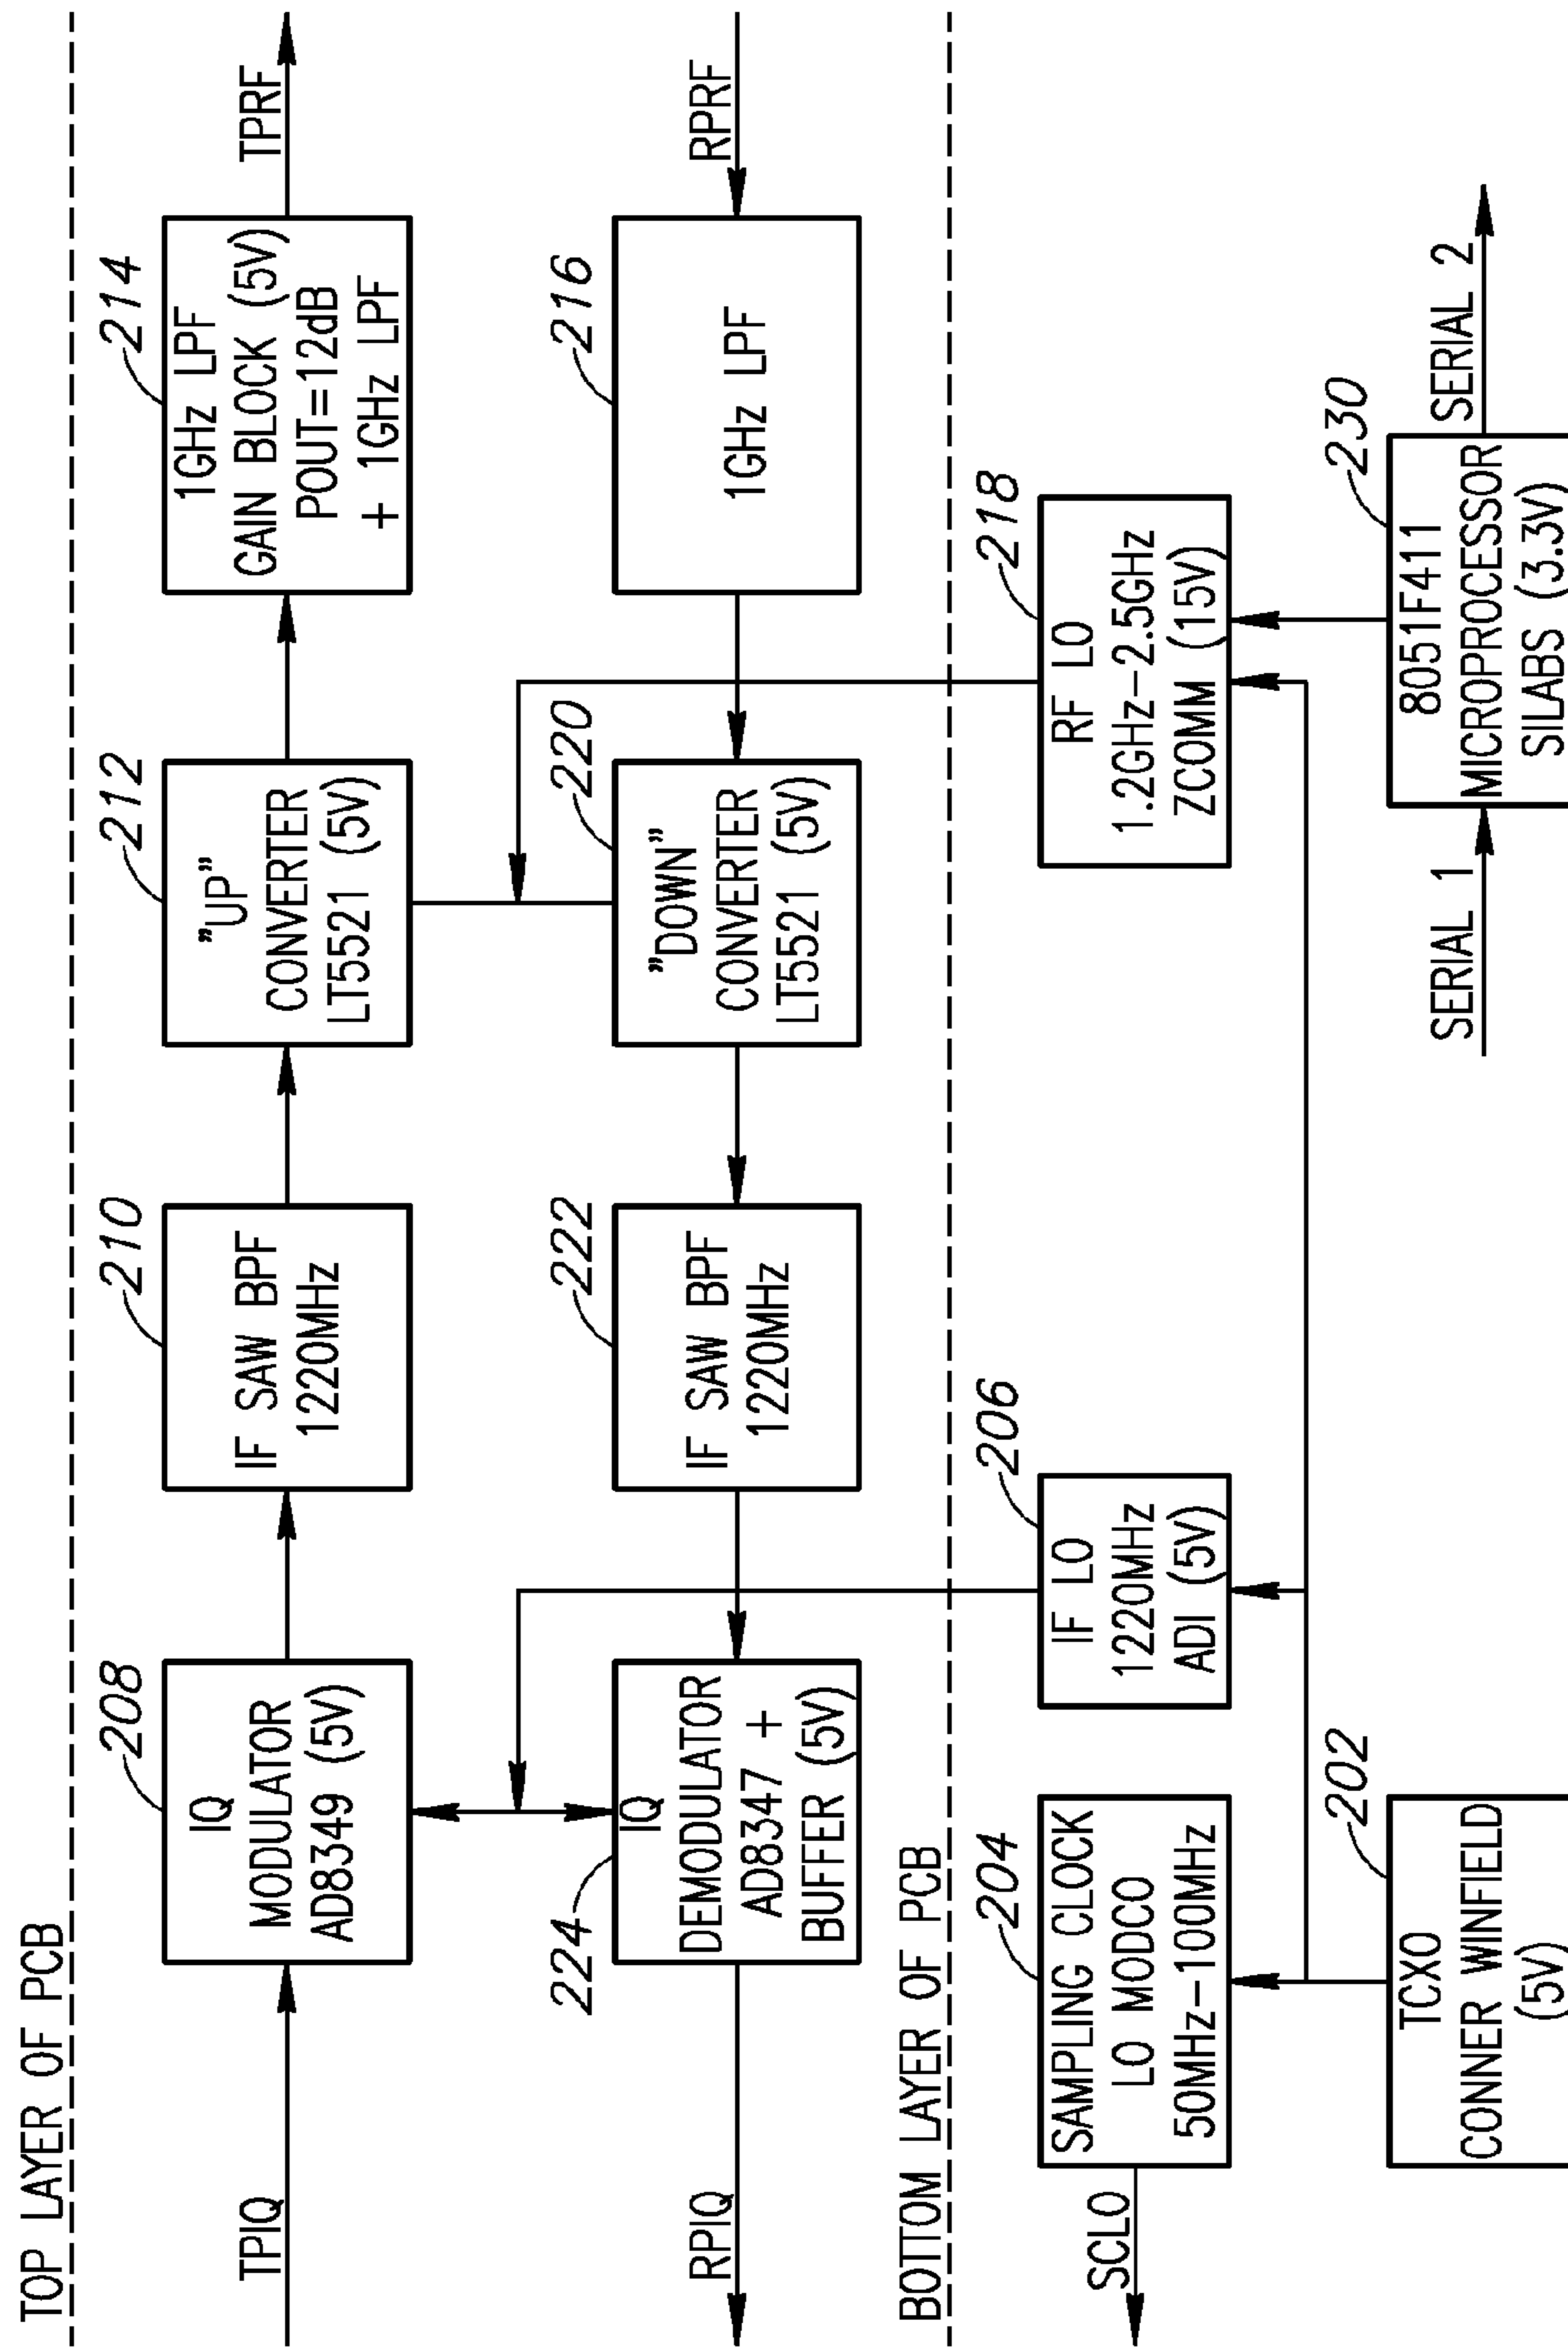 TOP LAYER OF PCB
TPIQ
208
IQ
MODULATOR
AD8349 (5V)
210
IF SAW BPF
1220MHz
212
"UP"
CONVERTER
LT5521 (5V)
214
1GHz LPF
GAIN BLOCK (5V)
POUT=12dB
+ 1GHz LPF
TPRF
RPIQ
224
IQ
DEMODULATOR
AD8347 +
BUFFER (5V)
222
IF SAW BPF
1220MHz
220
"DOWN"
CONVERTER
LT5521 (5V)
216
1GHz LPF
RPRF
BOTTOM LAYER OF PCB
SCLO
204
SAMPLING CLOCK
LO MODCO
50MHz-100MHz
206
IF LO
1220MHz
ADI (5V)
218
RF LO
1.2GHz-2.5GHz
ZCOMM (15V)
202
TCXO
CONNER WINFIELD
(5V)
SERIAL 1
230
8051F411
MICROPROCESSOR
SILABS (3.3V)
SERIAL 2